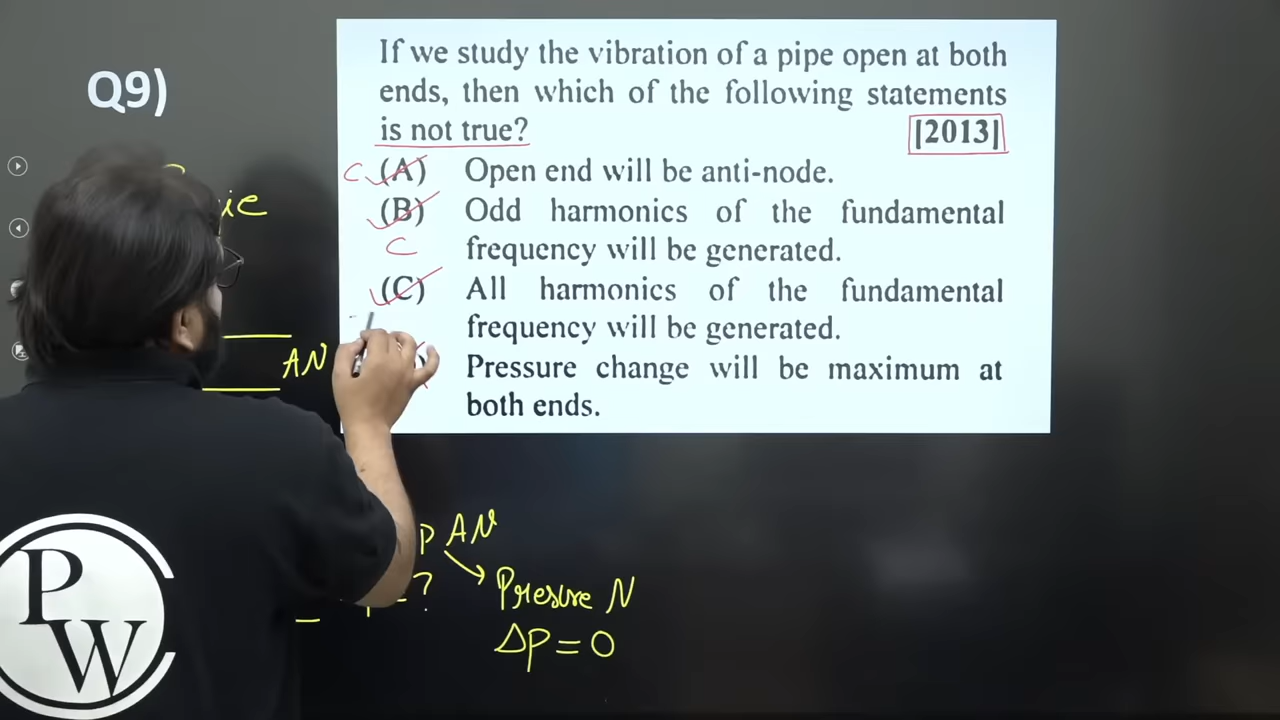 Q9)
If we study the vibration of a pipe open at both
ends, then which of the following statements
is not true?
[2013]
C (A) Open end will be anti-node.
(B) Odd harmonics of the fundamental
C frequency will be generated.
(C) All harmonics of the fundamental
frequency will be generated.
Pressure change will be maximum at
both ends.
AN
P AN
?
Pressure N
Δp = 0
PW